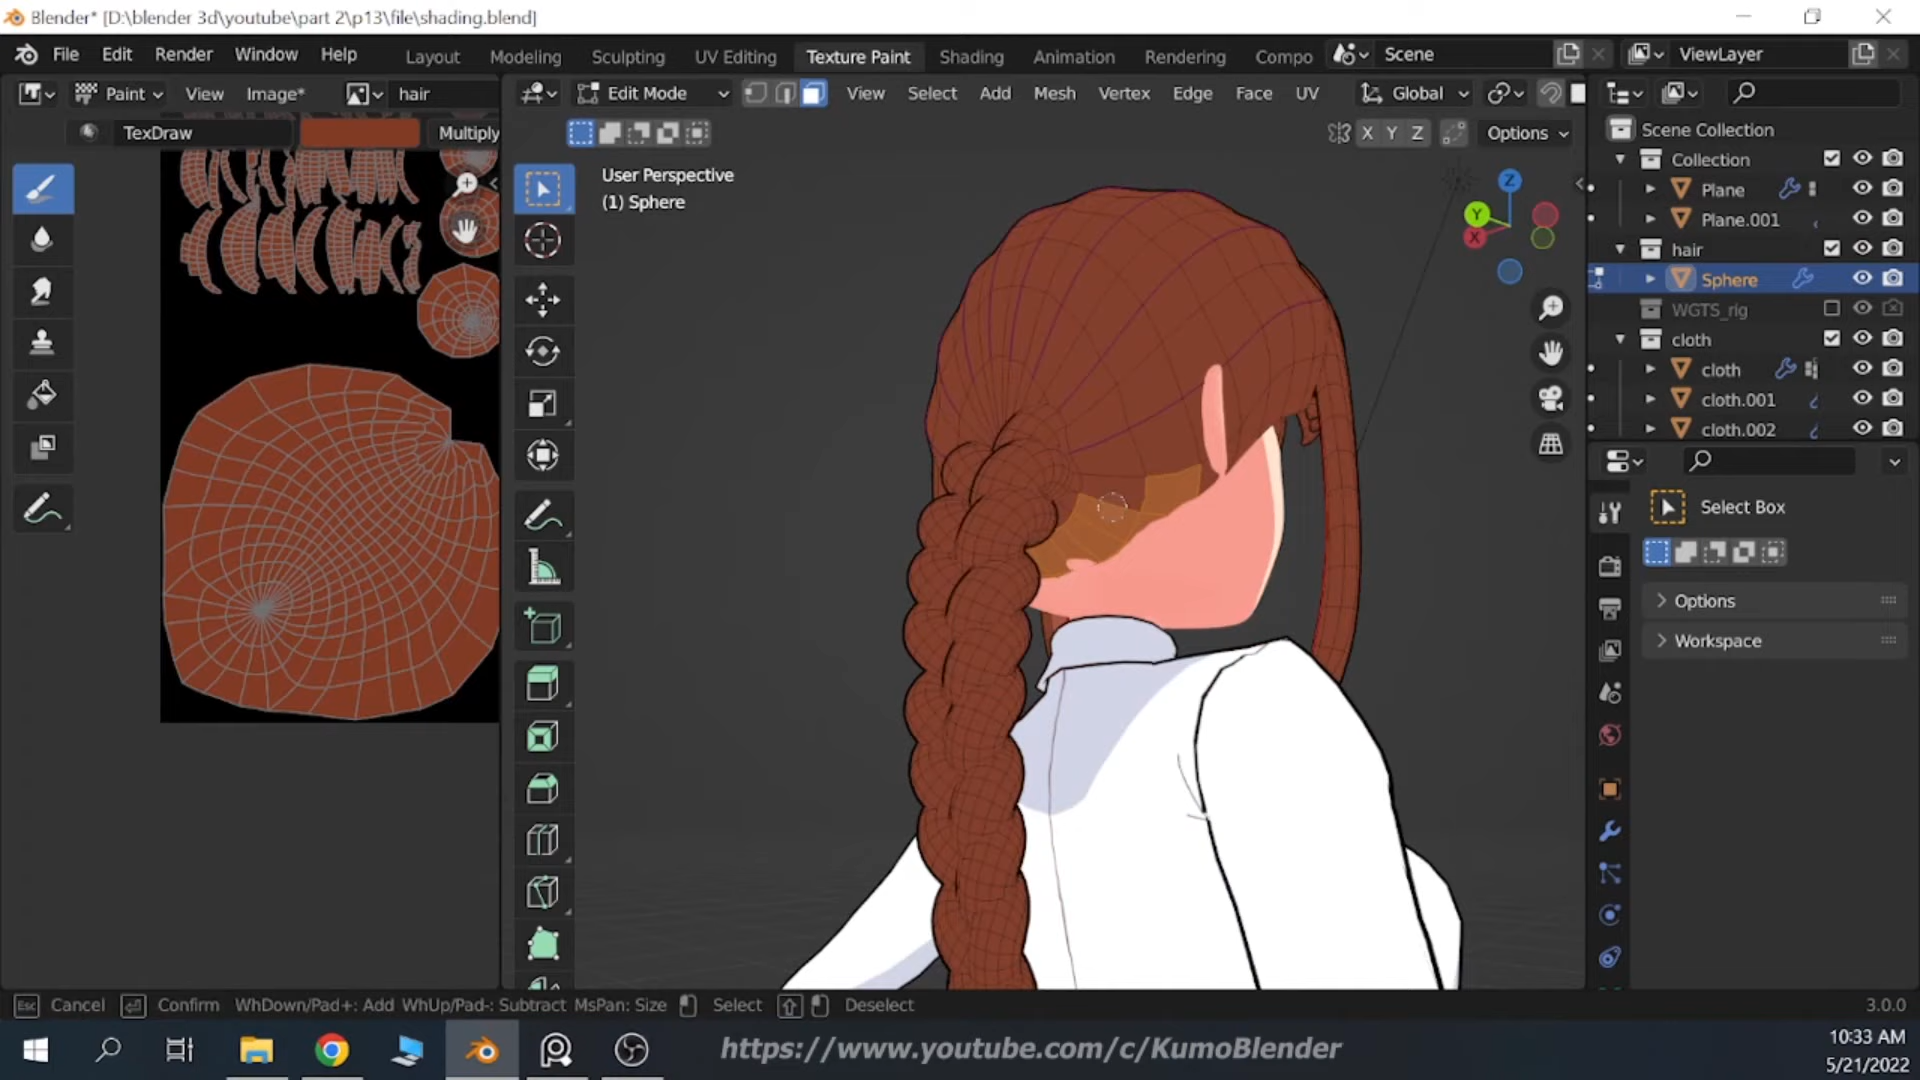 Blender* [D:\blender 3d\youtube\part 2\p13\file\shading.blend]
File Edit Render Window Help Layout Modeling Sculpting UV Editing Texture Paint Shading Animation Rendering Compo Scene ViewLayer
Paint View Image* hair Edit Mode View Select Add Mesh Vertex Edge Face UV Global
TexDraw Multiply X Y Z Options
User Perspective
(1) Sphere
Z
Y
X
Scene Collection
Collection
Plane
Plane.001
hair
Sphere
WGTS_rig
cloth
cloth
cloth.001
cloth.002
Select Box
Options
Workspace
Esc Cancel Confirm WhDown/Pad+: Add WhUp/Pad-: Subtract MsPan: Size Select Deselect 3.0.0
https://www.youtube.com/c/KumoBlender
10:33 AM
5/21/2022